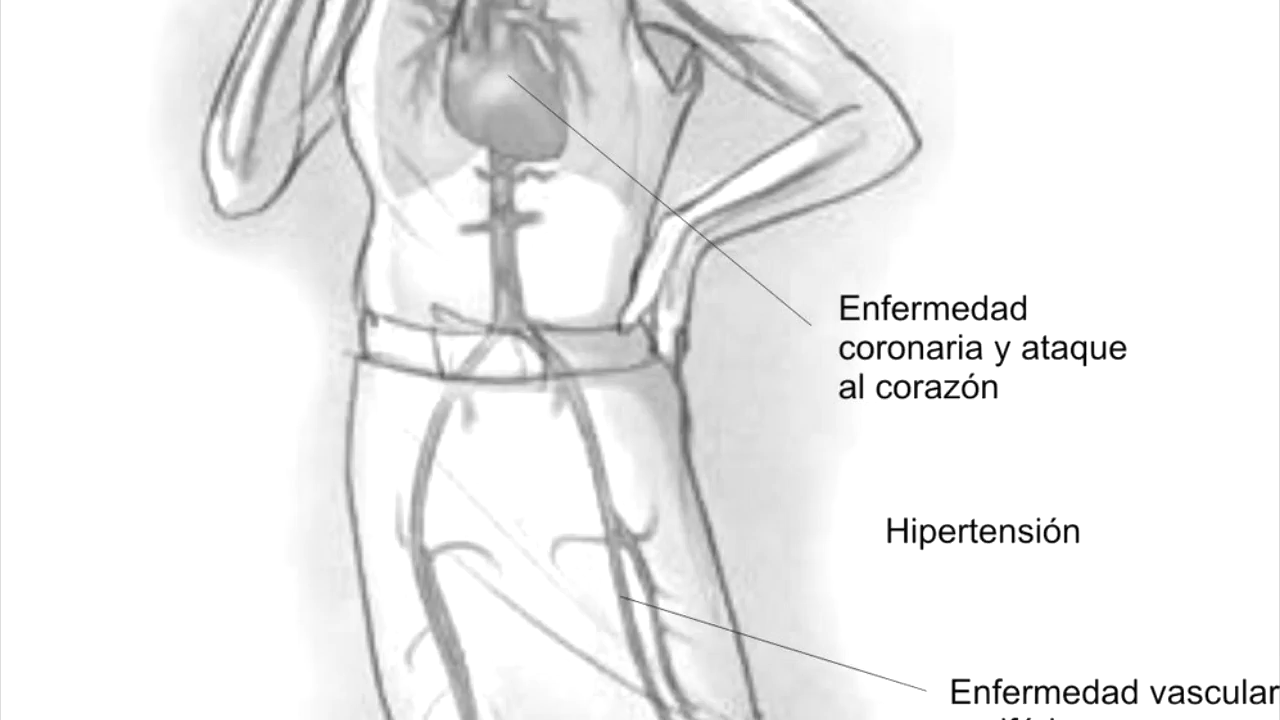 Enfermedad
coronaria y ataque
al corazón
Hipertensión
Enfermedad vascular